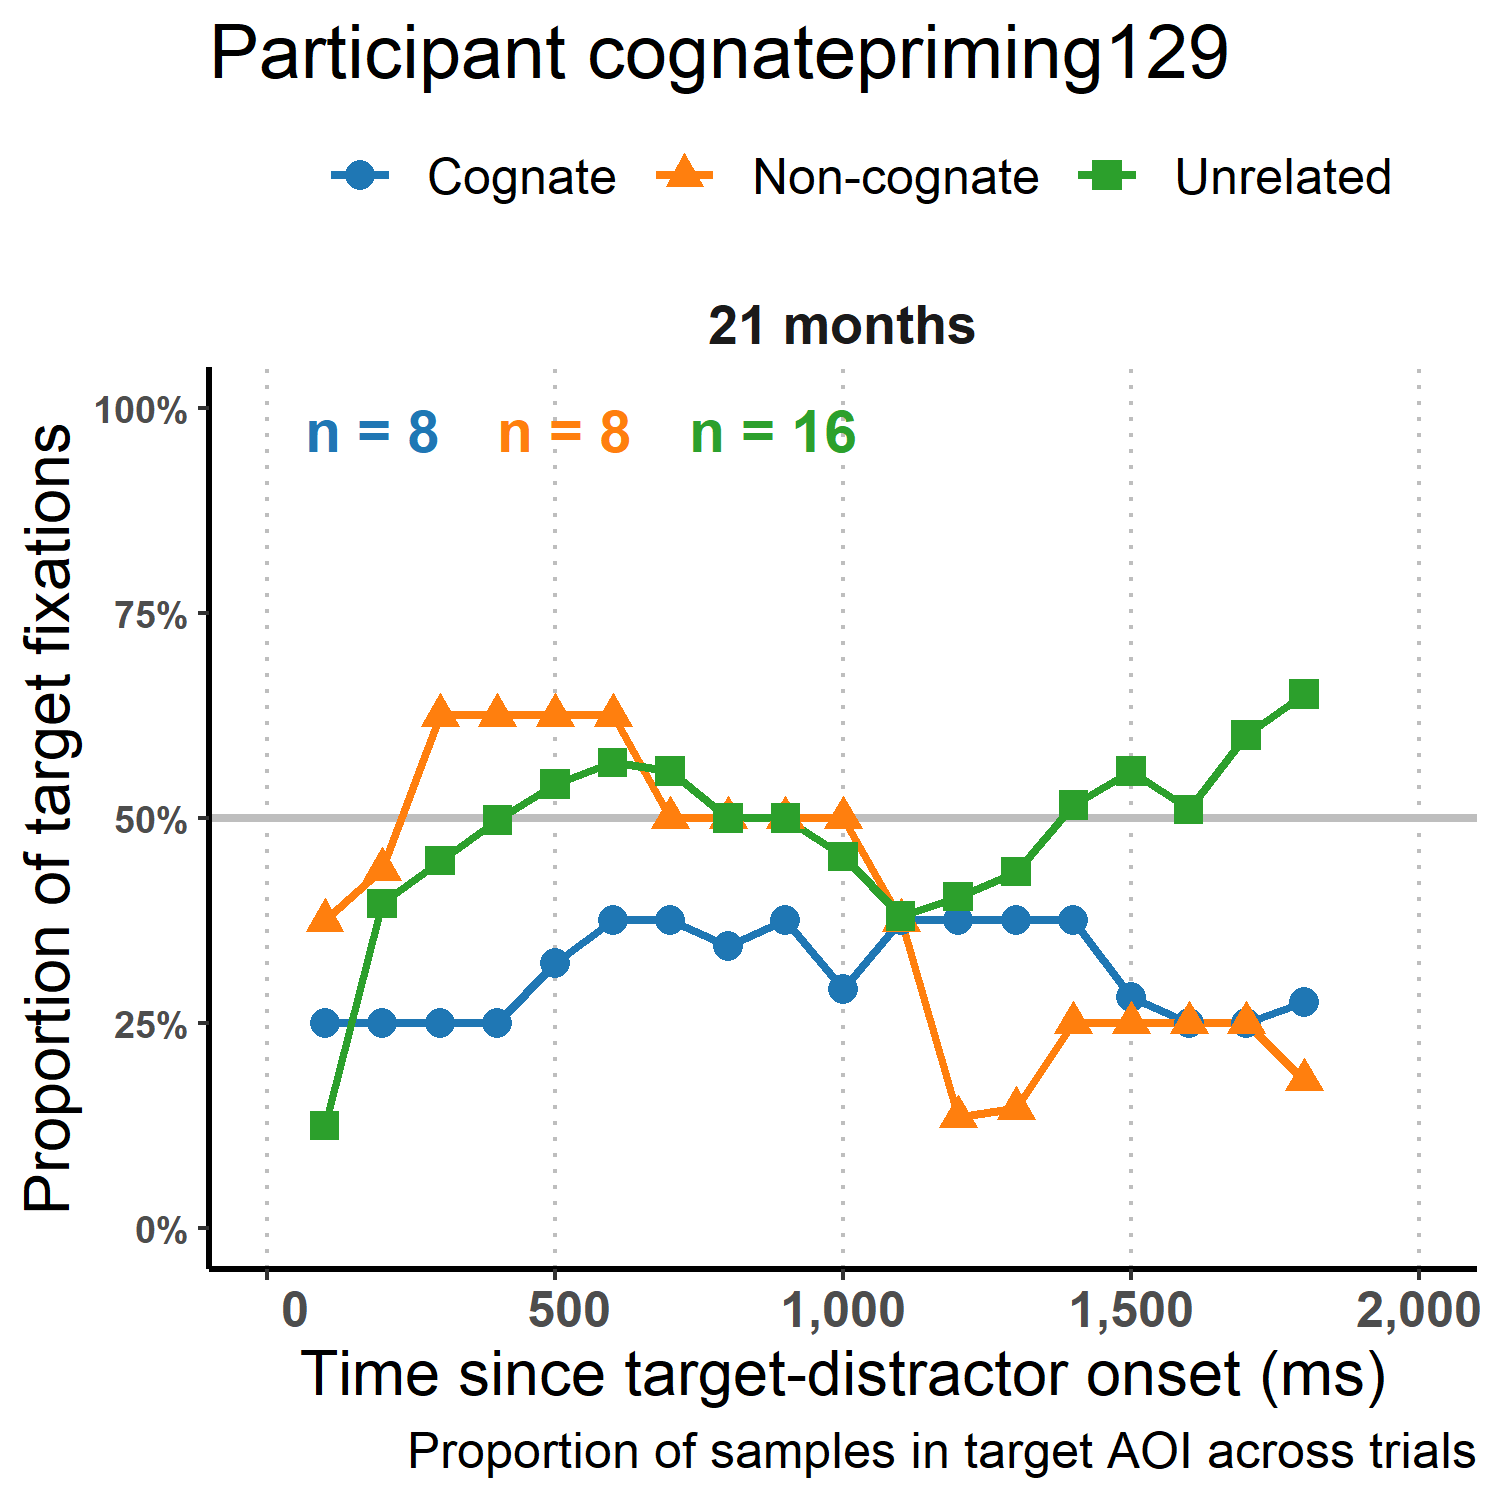 Participant cognatepriming129
Cognate Non-cognate Unrelated
21 months
n = 8 n = 8 n = 16
Proportion of target fixations
100%
75%
50%
25%
0%
0 500 1,000 1,500 2,000
Time since target-distractor onset (ms)
Proportion of samples in target AOI across trials